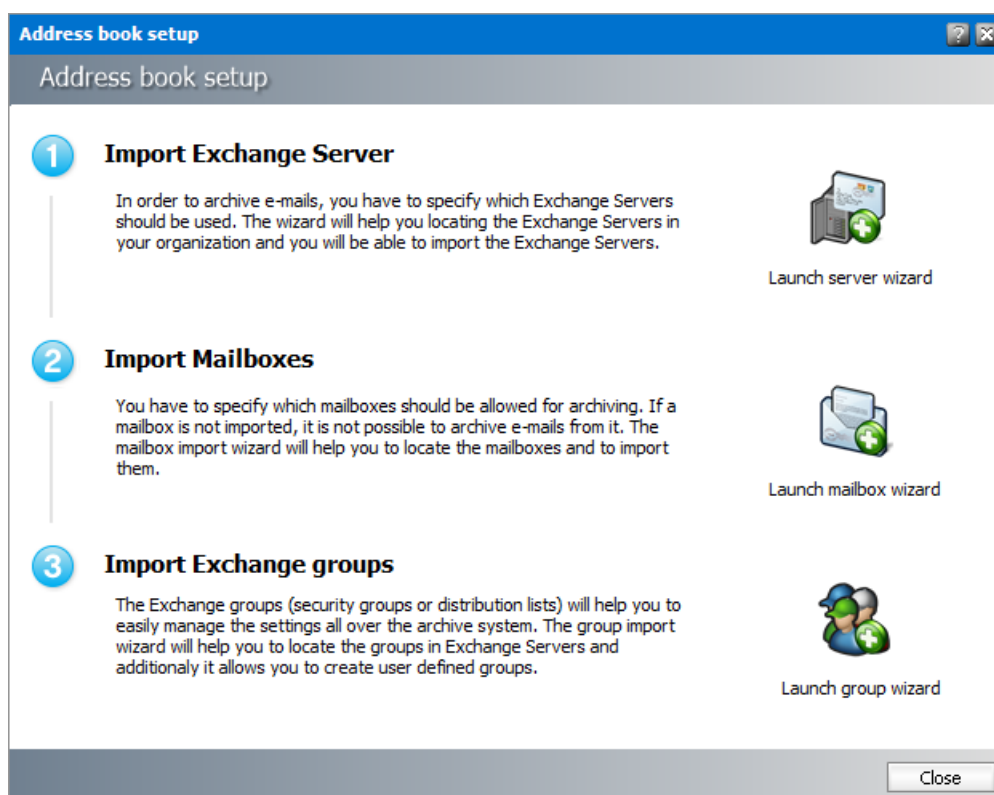 Address book setup
Address book setup
1
Import Exchange Server
In order to archive e-mails, you have to specify which Exchange Servers
should be used. The wizard will help you locating the Exchange Servers in
your organization and you will be able to import the Exchange Servers.
Launch server wizard
2
Import Mailboxes
You have to specify which mailboxes should be allowed for archiving. If a
mailbox is not imported, it is not possible to archive e-mails from it. The
mailbox import wizard will help you to locate the mailboxes and to import
them.
Launch mailbox wizard
3
Import Exchange groups
The Exchange groups (security groups or distribution lists) will help you to
easily manage the settings all over the archive system. The group import
wizard will help you to locate the groups in Exchange Servers and
additionaly it allows you to create user defined groups.
Launch group wizard
Close